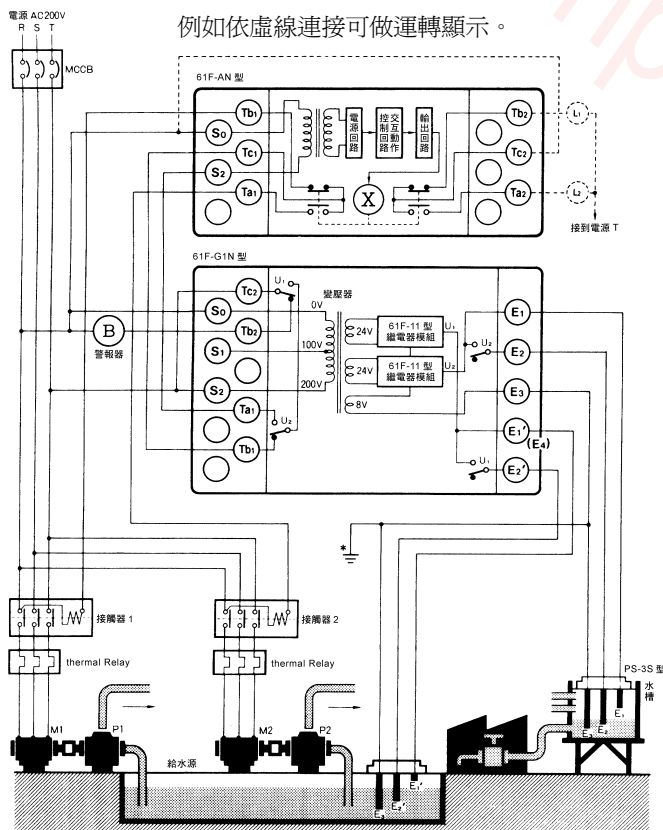 例如依虛線連接可做運轉顯示。
電源 AC200V
R S T
MCCB
61F-AN 型
Tb1
S0
Tc1
S2
Ta1
電源回路
交互動作控制回路
輸出回路
X
Tb2
Tc2
Ta2
L1
L2
接到電源 T
61F-G1N 型
Tc2
S0
Tb2
S1
S2
Ta1
Tb1
B
警報器
U1
U2
變壓器
0V
100V
200V
24V
24V
8V
61F-11 型
繼電器模組
61F-11 型
繼電器模組
U1
U2
U2
U1
E1
E2
E3
E1′
(E4)
E2′
*
接觸器 1
接觸器 2
thermal Relay
thermal Relay
M1
P1
M2
P2
給水源
E3
E2′
E1′
PS-3S 型
水槽
E3
E2
E1